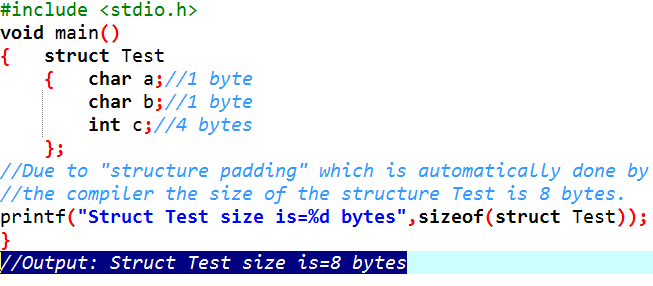 #include <stdio.h>
void main()
{ struct Test
{ char a;//1 byte
char b;//1 byte
int c;//4 bytes
};
//Due to "structure padding" which is automatically done by
//the compiler the size of the structure Test is 8 bytes.
printf("Struct Test size is=%d bytes",sizeof(struct Test));
}
//Output: Struct Test size is=8 bytes